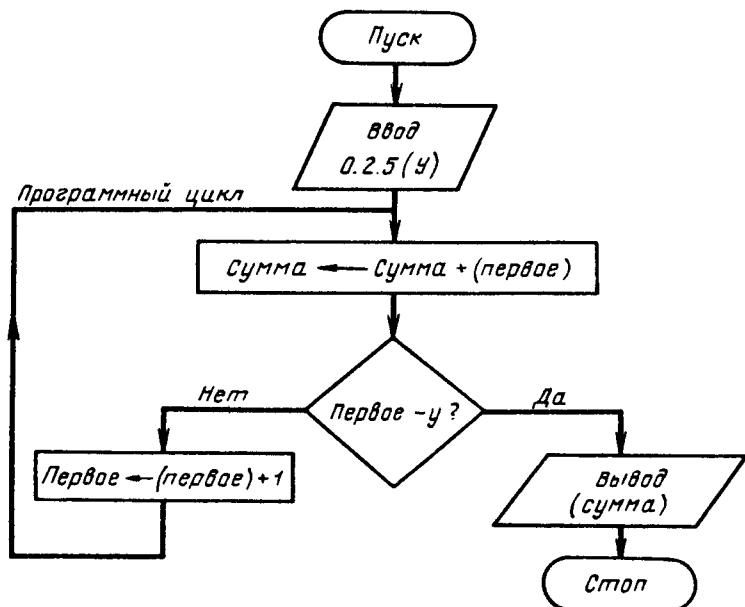 Пуск
Ввод
0.2.5 (У)
Программный цикл
Сумма ← Сумма + (первое)
Первое - у ?
Нет
Да
Первое ← (первое) + 1
Вывод
(сумма)
Стоп